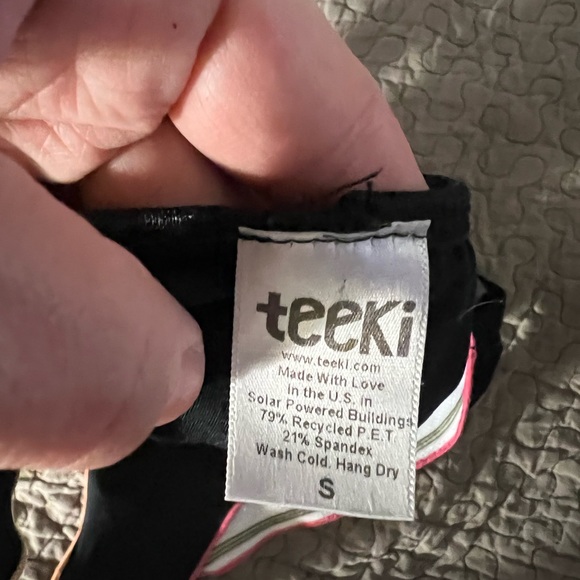 teeki
www.teeki.com
Made With Love
In the U.S. in
Solar Powered Buildings
79% Recycled P.E.T.
21% Spandex
Wash Cold. Hang Dry
S